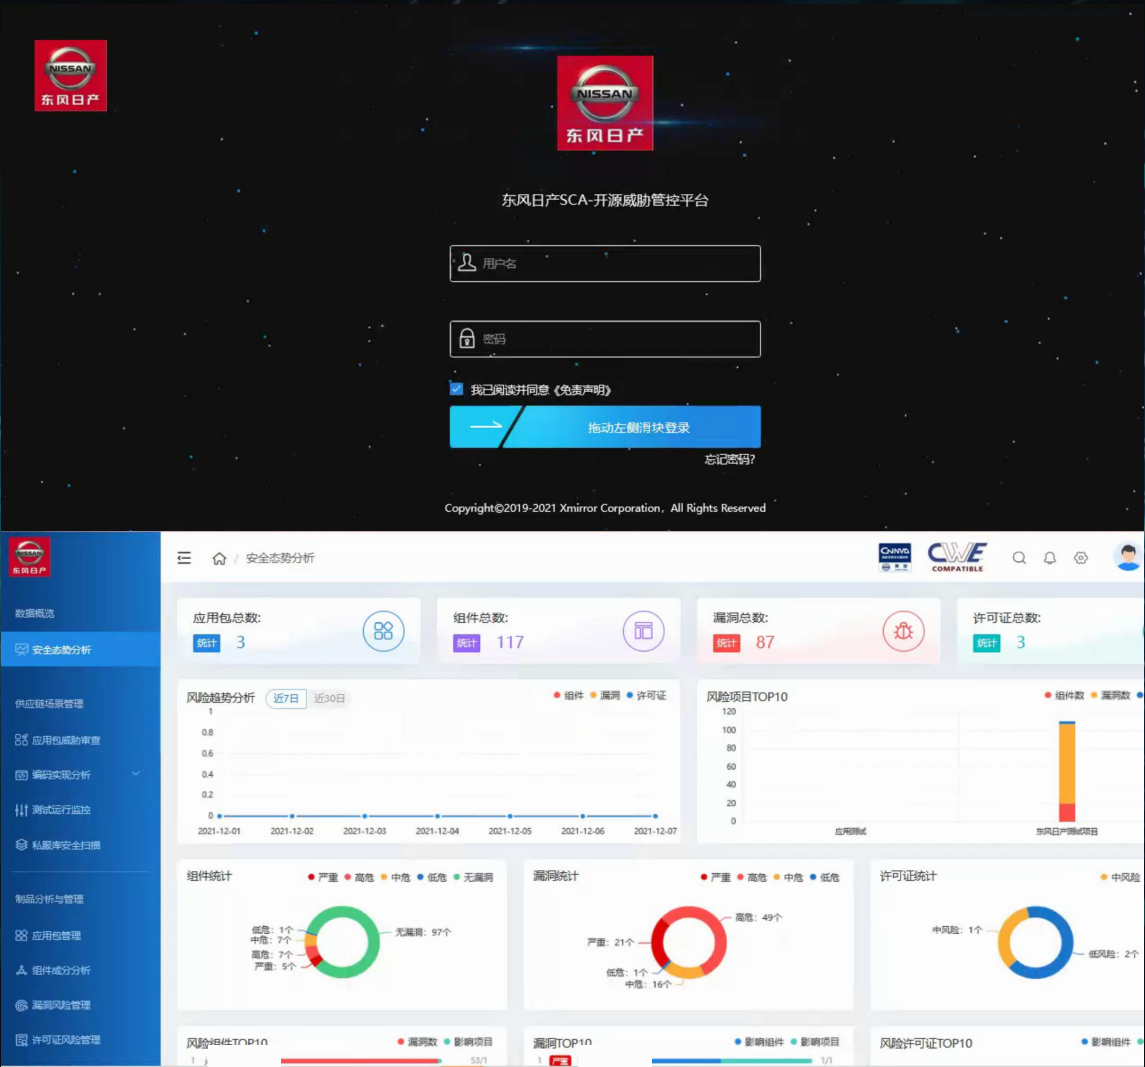 NISSAN
东风日产
NISSAN
东风日产
东风日产SCA-开源威胁管控平台
用户名
密码
我已阅读并同意《免责声明》
拖动左侧滑块登录
忘记密码?
Copyright©2019-2021 Xmirror Corporation, All Rights Reserved
NISSAN
东风日产
/ 安全态势分析
CNNVD
CWE
COMPATIBLE
数据概览
安全态势分析
供应链场景管理
应用包威胁审查
编码实现分析
测试运行监控
私服库安全扫描
制品分析与管理
应用包管理
组件成分分析
漏洞风险管理
许可证风险管理
应用包总数:
统计 3
组件总数:
统计 117
漏洞总数:
统计 87
许可证总数:
统计 3
风险趋势分析 近7日 近30日
组件 漏洞 许可证
1
0.8
0.6
0.4
0.2
0
2021-12-01 2021-12-02 2021-12-03 2021-12-04 2021-12-05 2021-12-06 2021-12-07
风险项目TOP10
组件数 漏洞数
120
100
80
60
40
20
0
应用测试 东风日产测试项目
组件统计
严重 高危 中危 低危 无漏洞
低危: 1个
中危: 7个
高危: 7个
严重: 5个
无漏洞: 97个
漏洞统计
严重 高危 中危 低危
高危: 49个
严重: 21个
低危: 1个
中危: 16个
许可证统计
中风险
中风险: 1个
低风险: 2个
风险组件TOP10
漏洞数 影响项目
1
53/1
漏洞TOP10
影响组件 影响项目
1 严重
1/1
风险许可证TOP10
影响组件